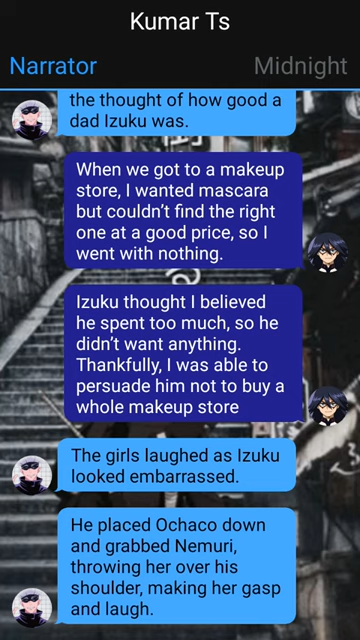 Kumar Ts
Narrator
Midnight
the thought of how good a
dad Izuku was.
When we got to a makeup
store, I wanted mascara
but couldn’t find the right
one at a good price, so I
went with nothing.
Izuku thought I believed
he spent too much, so he
didn’t want anything.
Thankfully, I was able to
persuade him not to buy a
whole makeup store
The girls laughed as Izuku
looked embarrassed.
He placed Ochaco down
and grabbed Nemuri,
throwing her over his
shoulder, making her gasp
and laugh.